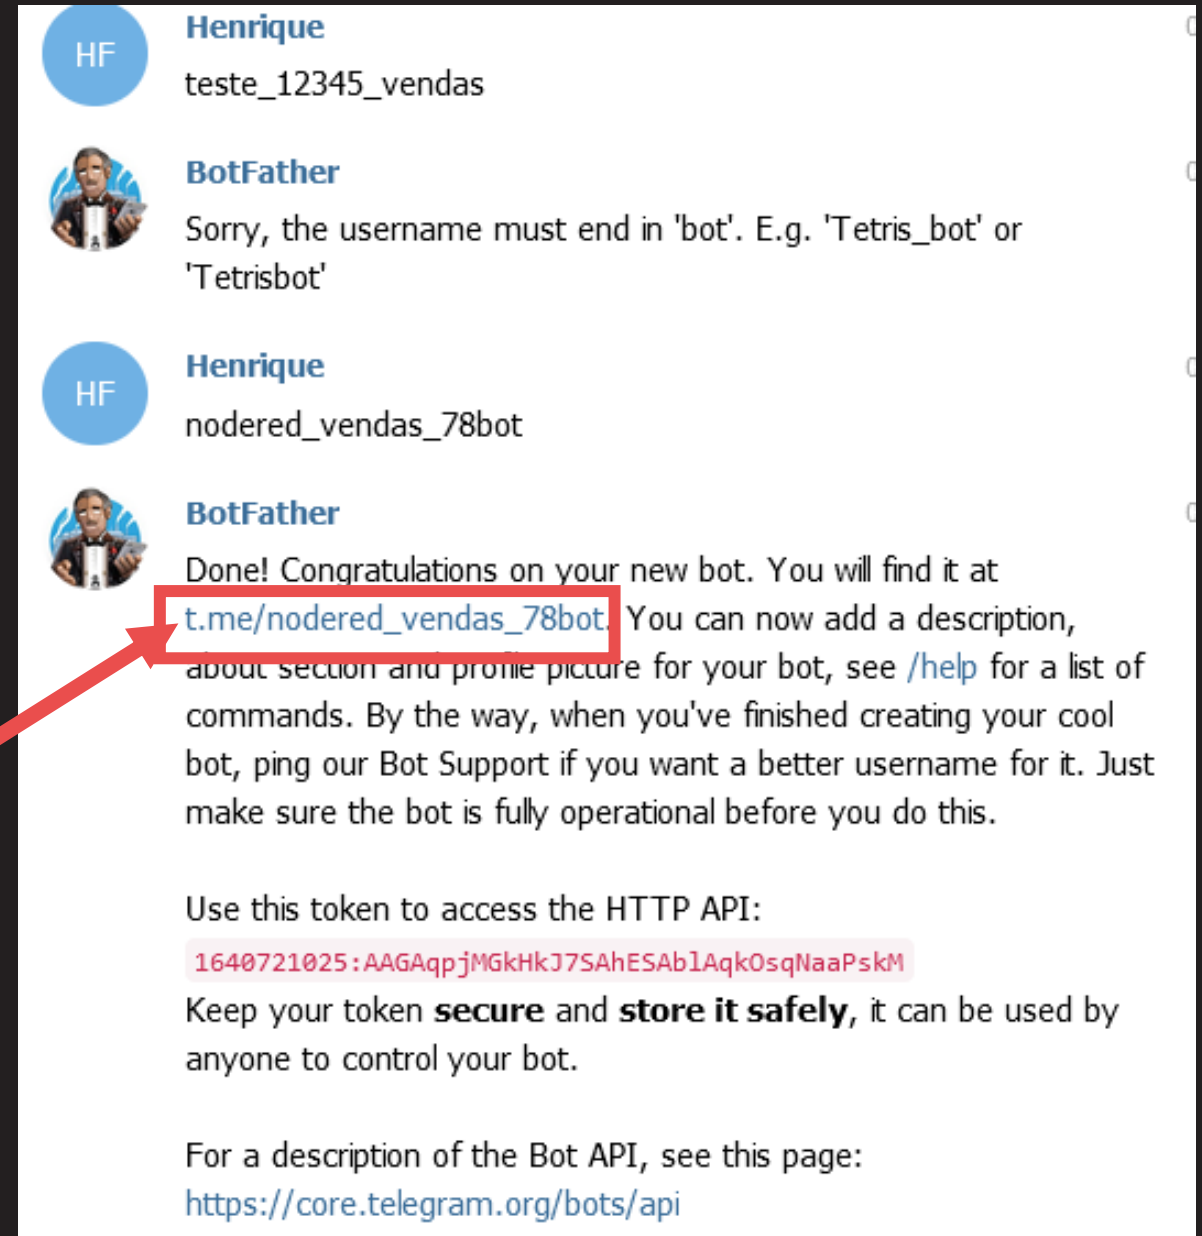 HF
Henrique
teste_12345_vendas
BotFather
Sorry, the username must end in 'bot'. E.g. 'Tetris_bot' or
'Tetrisbot'
HF
Henrique
nodered_vendas_78bot
BotFather
Done! Congratulations on your new bot. You will find it at
t.me/nodered_vendas_78bot. You can now add a description,
about section and profile picture for your bot, see /help for a list of
commands. By the way, when you've finished creating your cool
bot, ping our Bot Support if you want a better username for it. Just
make sure the bot is fully operational before you do this.
Use this token to access the HTTP API:
1640721025:AAGAqpjMGkHkJ7SAhESAblAqkOsqNaaPskM
Keep your token secure and store it safely, it can be used by
anyone to control your bot.
For a description of the Bot API, see this page:
https://core.telegram.org/bots/api